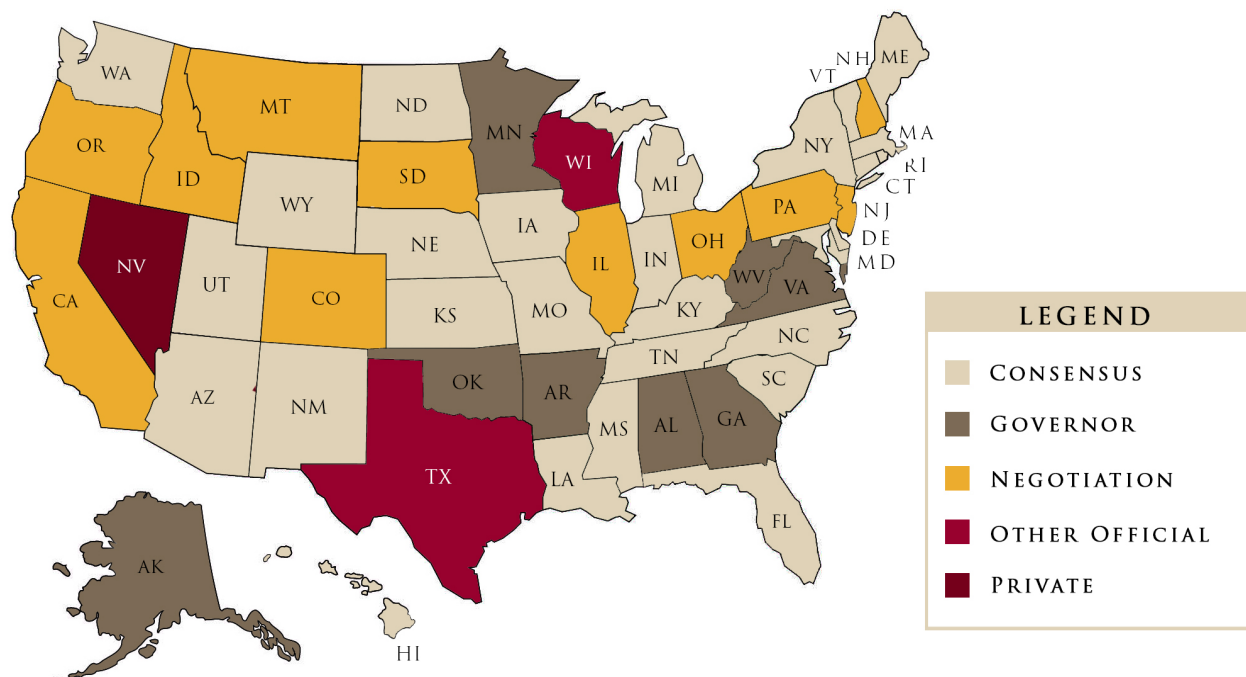 WA
OR
CA
ID
NV
MT
WY
UT
CO
AZ
NM
ND
SD
NE
KS
OK
TX
MN
IA
MO
AR
LA
WI
IL
MI
IN
OH
KY
TN
MS
AL
GA
FL
SC
NC
VA
WV
PA
NY
VT
NH
ME
MA
RI
CT
NJ
DE
MD
AK
HI
LEGEND
CONSENSUS
GOVERNOR
NEGOTIATION
OTHER OFFICIAL
PRIVATE